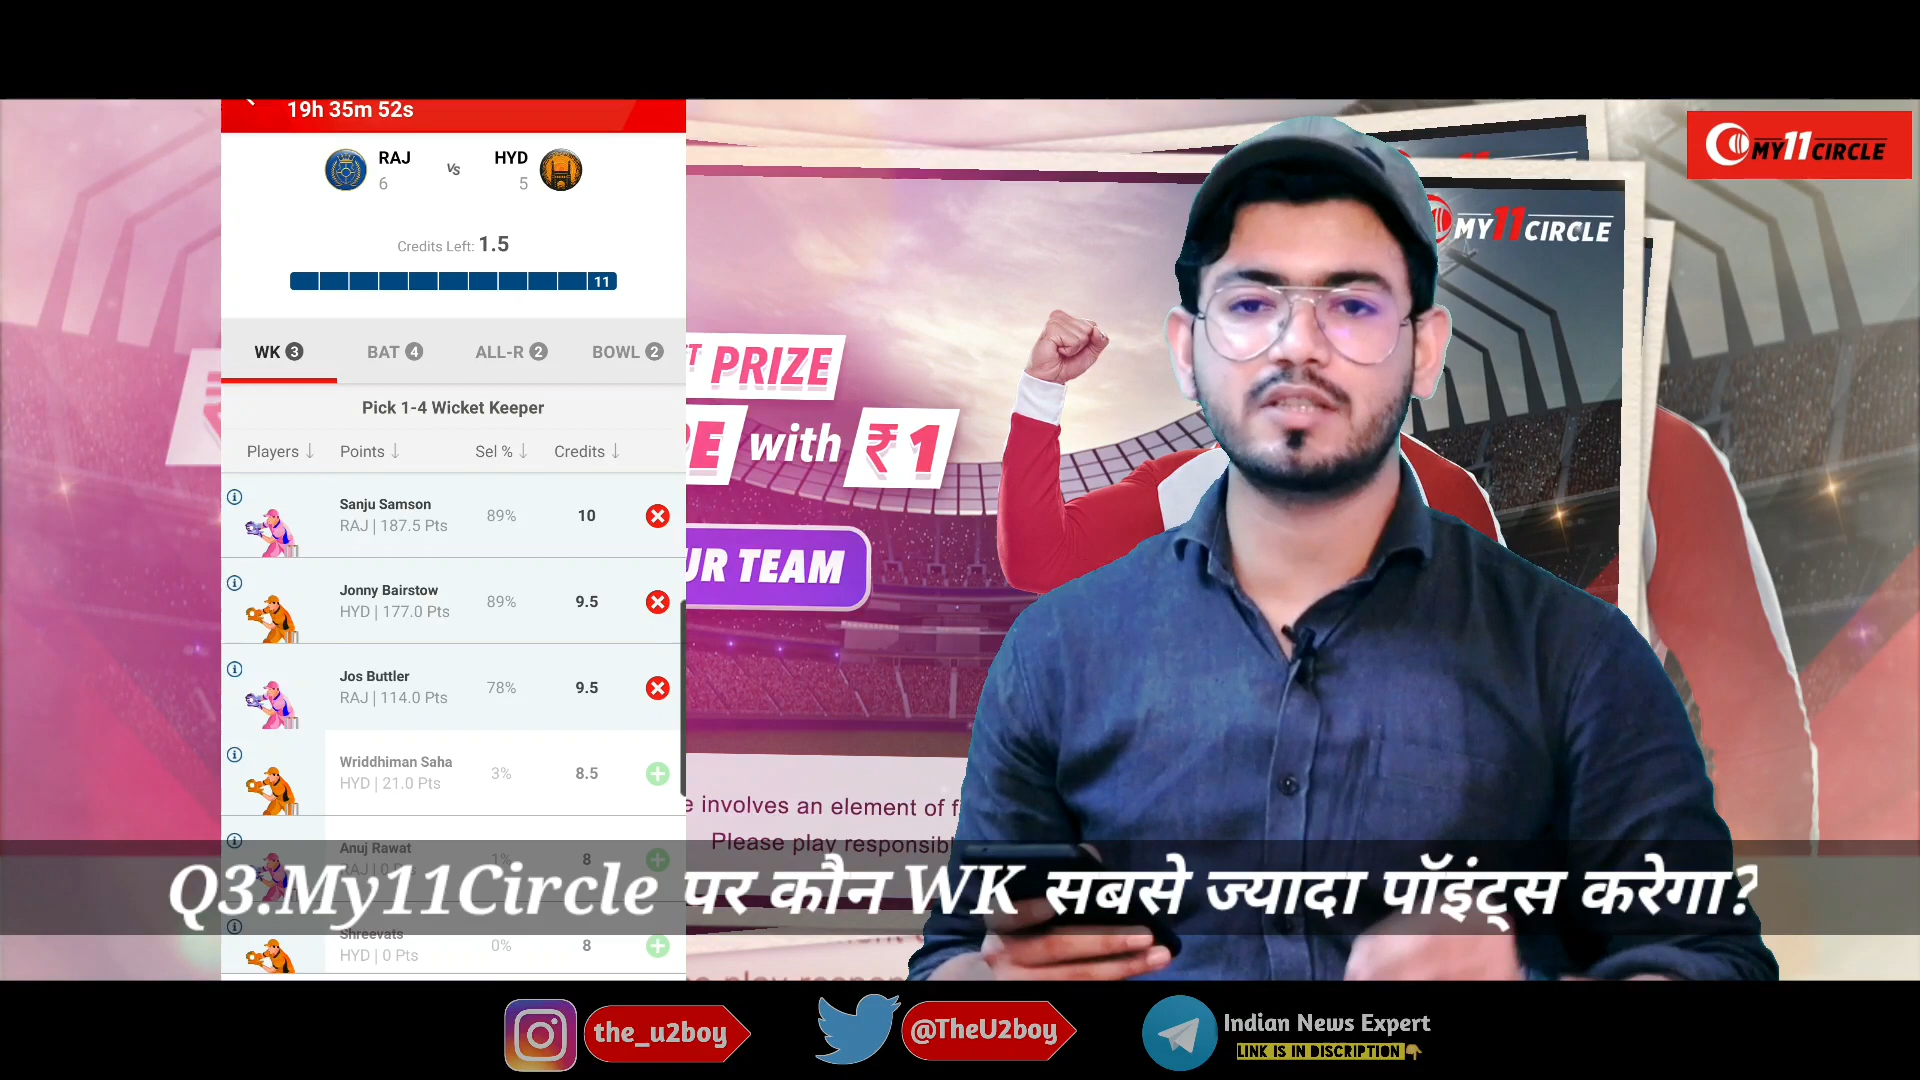 19h 35m 52s
RAJ
6
Vs
HYD
5
Credits Left: 1.5
11
WK 3
BAT 4
ALL-R 2
BOWL 2
Pick 1-4 Wicket Keeper
Players ↓ Points ↓ Sel % ↓ Credits ↓
Sanju Samson
RAJ | 187.5 Pts 89% 10
Jonny Bairstow
HYD | 177.0 Pts 89% 9.5
Jos Buttler
RAJ | 114.0 Pts 78% 9.5
Wriddhiman Saha
HYD | 21.0 Pts 3% 8.5
Anuj Rawat
1% 8
Shreevats
HYD | 0 Pts 0% 8
MY11CIRCLE
MY11CIRCLE
PRIZE
with ₹1
TEAM
involves an element of
Please play
Q3.My11Circle पर कौन WK सबसे ज्यादा पॉइंट्स करेगा?
the_u2boy
@TheU2boy
Indian News Expert
LINK IS IN DISCRIPTION